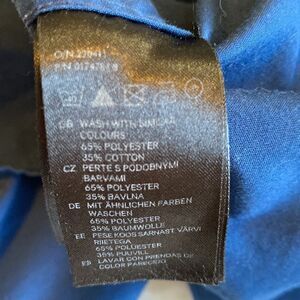 O/N 220411
P/N
GB WASH WITH SIMILAR
COLOURS
65% POLYESTER
35% COTTON
CZ PERTE S PODOBNYMI
BARVAMI
65% POLYESTER
35% BAVLNA
DE MIT ÄHNLICHEN FARBEN
WASCHEN
65% POLYESTER
35% BAUMWOLLE
EE PESE KOOS SARNAST VÄRVI
RIIETEGA
65% POLÜESTER
35% PUUVILL
ES LAVAR CON PRENDAS DE
COLOR PARECIDO